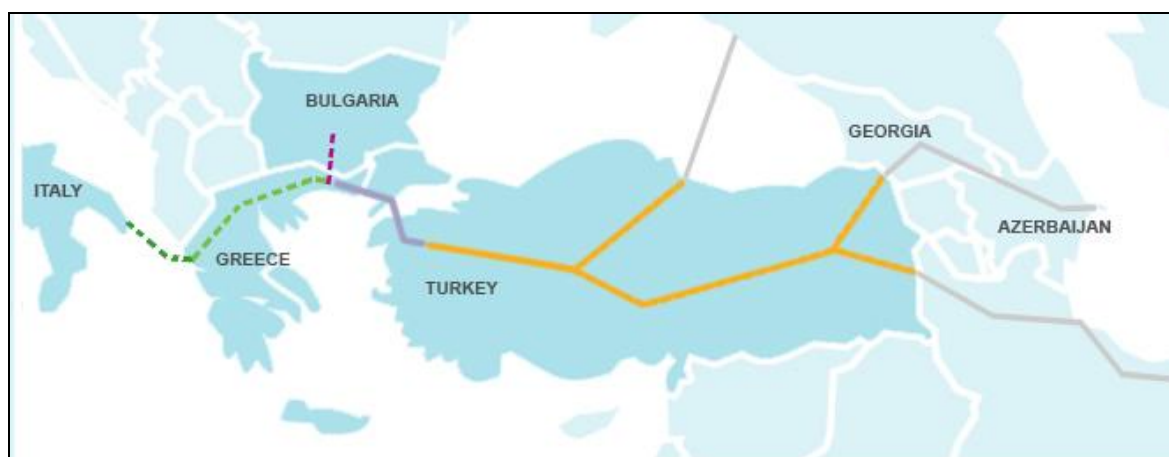 BULGARIA
GEORGIA
ITALY
AZERBAIJAN
GREECE
TURKEY